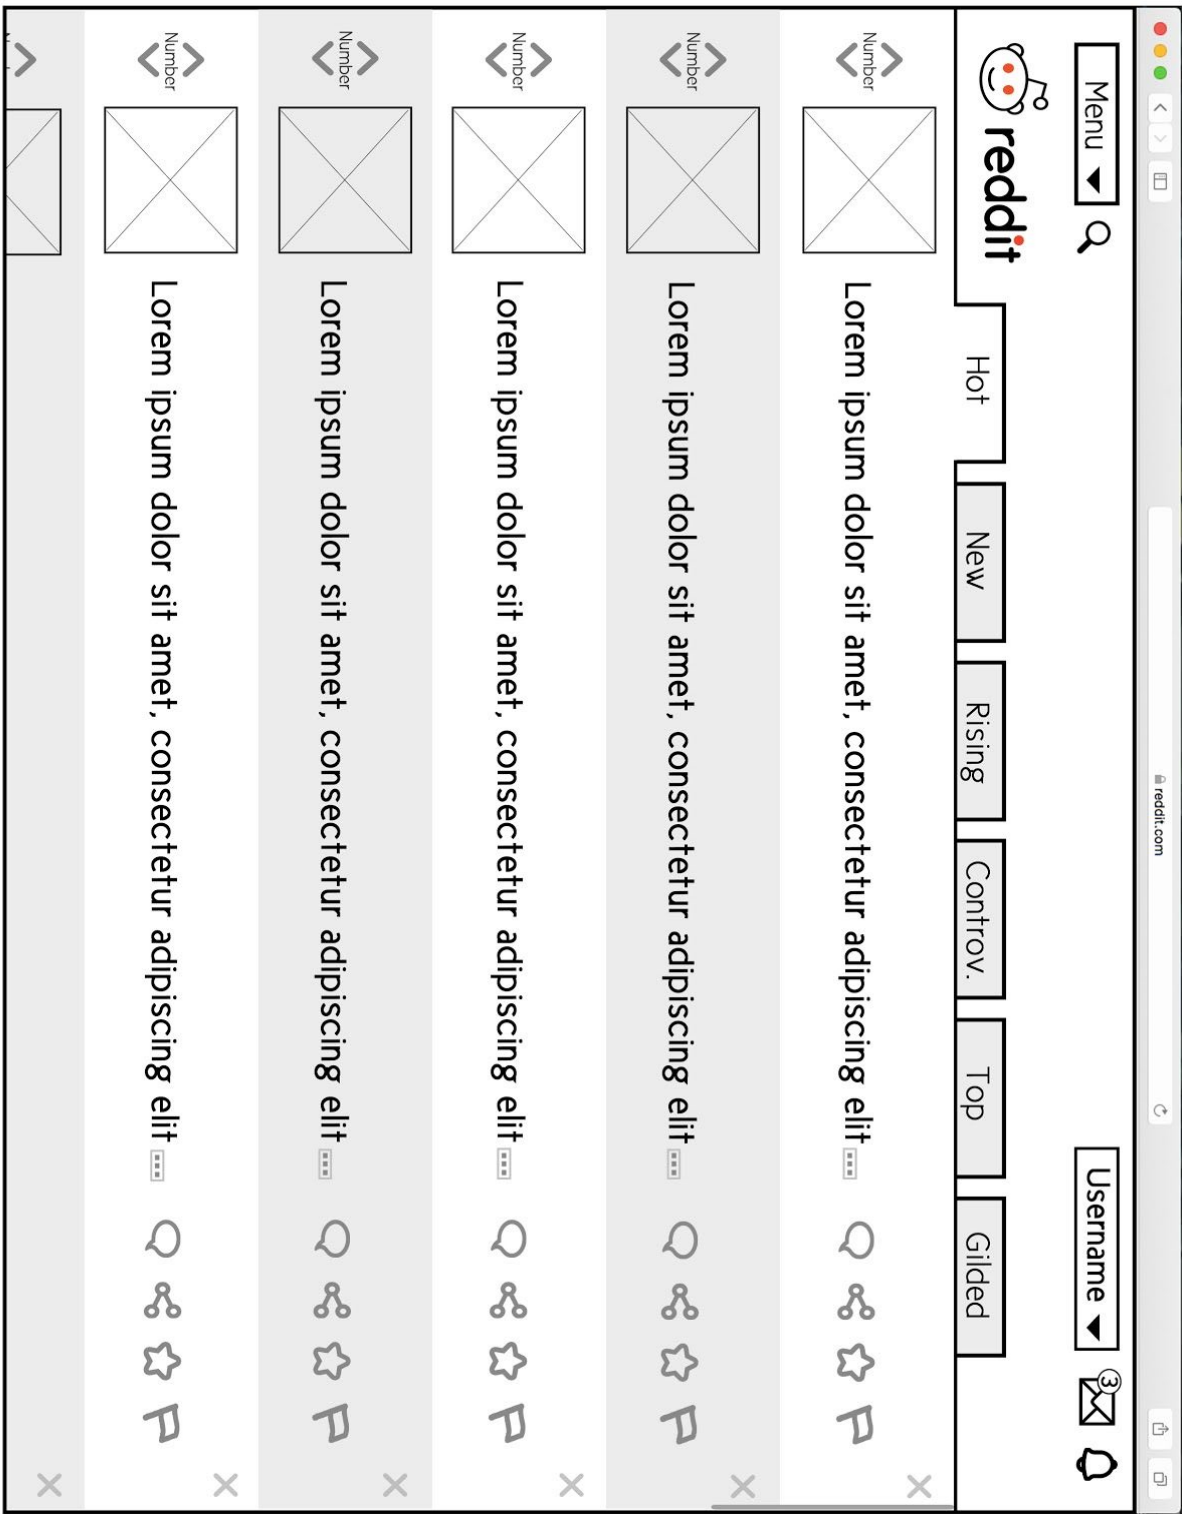 reddit.com
Menu
Username
3
reddit
Hot
New
Rising
Controv.
Top
Gilded
Number
Lorem ipsum dolor sit amet, consectetur adipiscing elit
Number
Lorem ipsum dolor sit amet, consectetur adipiscing elit
Number
Lorem ipsum dolor sit amet, consectetur adipiscing elit
Number
Lorem ipsum dolor sit amet, consectetur adipiscing elit
Number
Lorem ipsum dolor sit amet, consectetur adipiscing elit